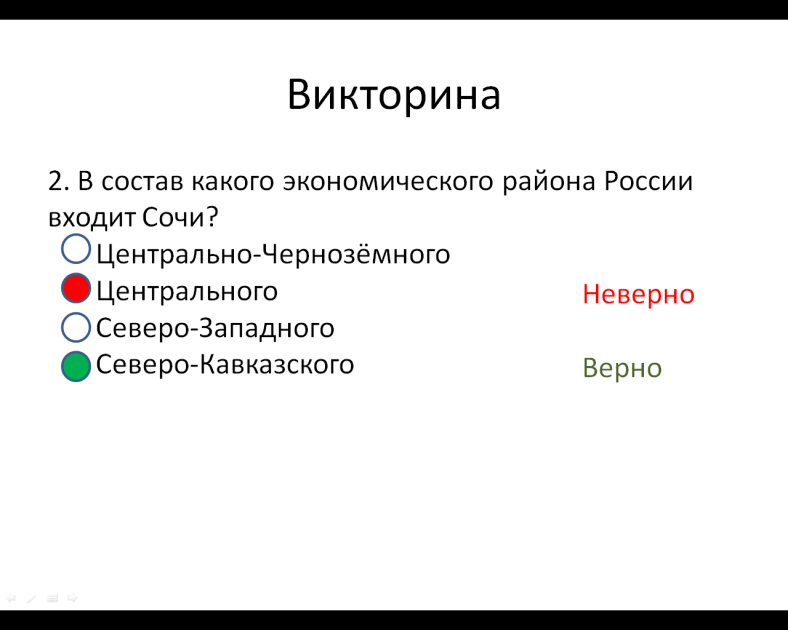 Викторина
2. В состав какого экономического района России
входит Сочи?
Центрально-Чернозёмного
Центрального Неверно
Северо-Западного
Северо-Кавказского Верно